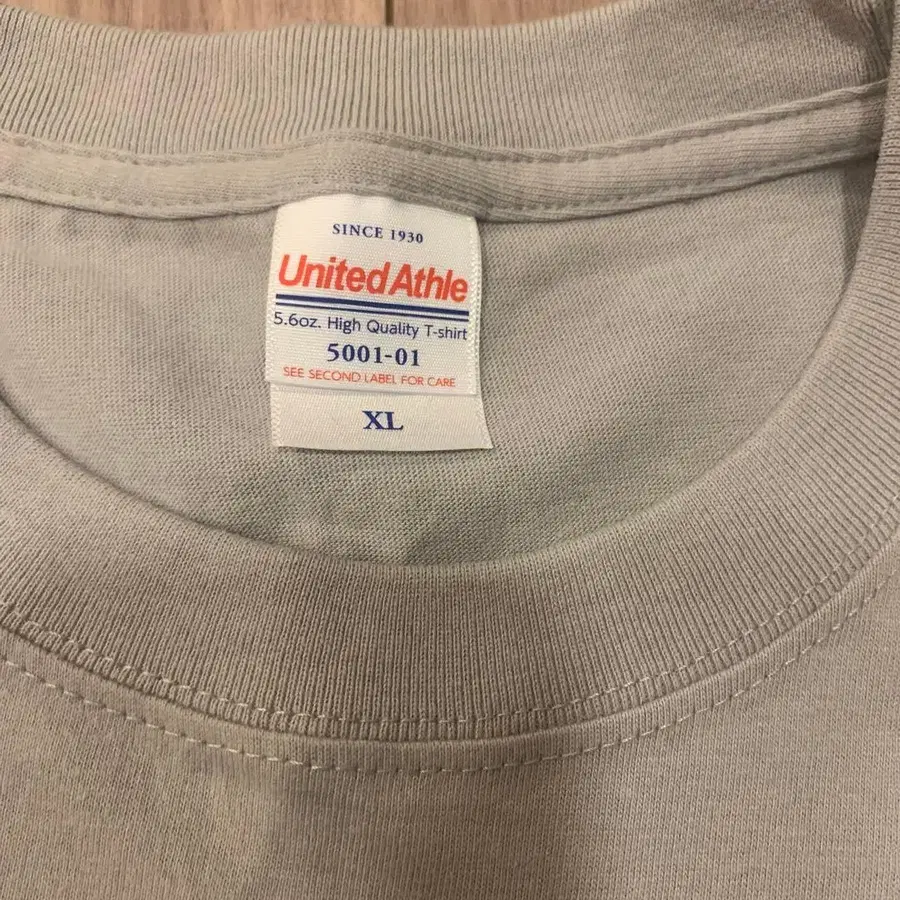 SINCE 1930
United Athle
5.6oz. High Quality T-shirt
5001-01
SEE SECOND LABEL FOR CARE
XL